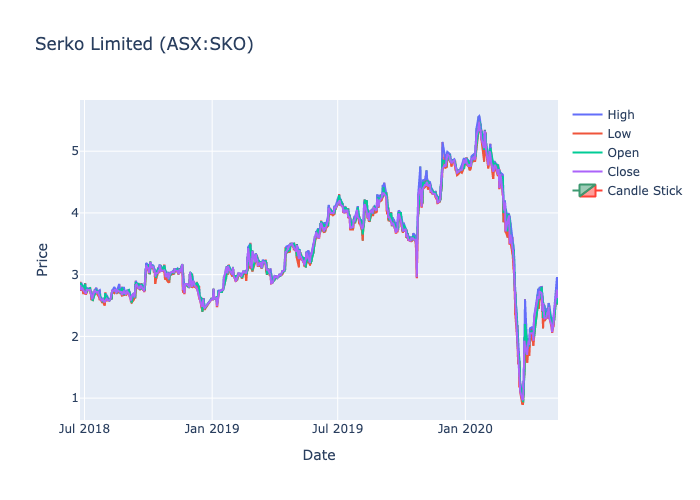 Serko Limited (ASX:SKO)
High
Low
Open
Close
Candle Stick
Price
5
4
3
2
1
Jul 2018
Jan 2019
Jul 2019
Jan 2020
Date